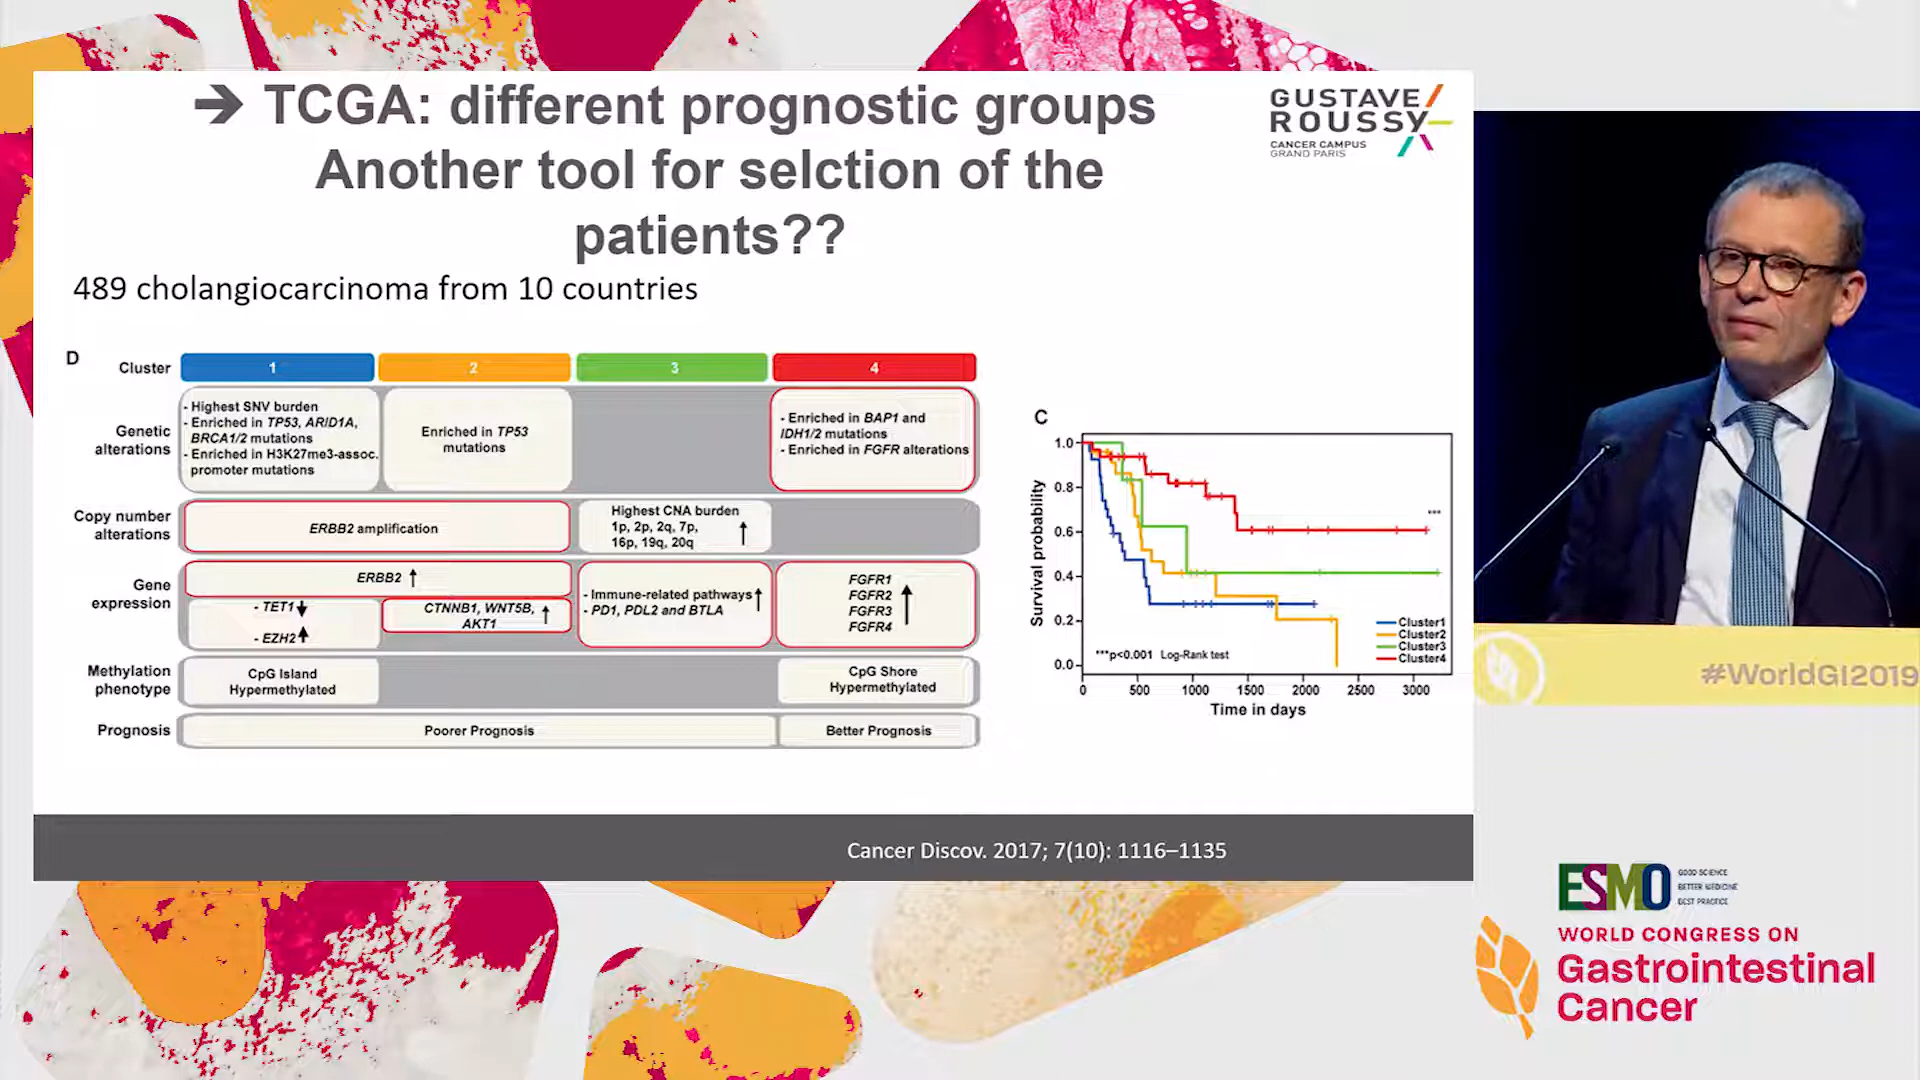 ➔ TCGA: different prognostic groups
Another tool for selction of the
patients??
GUSTAVE/
ROUSSY
CANCER CAMPUS
GRAND PARIS
489 cholangiocarcinoma from 10 countries
D
Cluster 1 2 3 4
Genetic
alterations
- Highest SNV burden
- Enriched in TP53, ARID1A,
BRCA1/2 mutations
- Enriched in H3K27me3-assoc.
promoter mutations
Enriched in TP53
mutations
- Enriched in BAP1 and
IDH1/2 mutations
- Enriched in FGFR alterations
Copy number
alterations
ERBB2 amplification
Highest CNA burden
1p, 2p, 2q, 7p,
16p, 19q, 20q ↑
Gene
expression
ERBB2 ↑
- TET1 ↓
- EZH2 ↑
CTNNB1, WNT5B,
AKT1 ↑
- Immune-related pathways ↑
- PD1, PDL2 and BTLA
FGFR1
FGFR2
FGFR3
FGFR4 ↑
Methylation
phenotype
CpG Island
Hypermethylated
CpG Shore
Hypermethylated
Prognosis
Poorer Prognosis
Better Prognosis
C
Survival probability
1.0
0.8
0.6
0.4
0.2
0.0
***
Cluster1
Cluster2
Cluster3
Cluster4
***p<0.001 Log-Rank test
0 500 1000 1500 2000 2500 3000
Time in days
Cancer Discov. 2017; 7(10): 1116–1135
#WorldGI2019
ESMO
GOOD SCIENCE
BETTER MEDICINE
BEST PRACTICE
WORLD CONGRESS ON
Gastrointestinal
Cancer